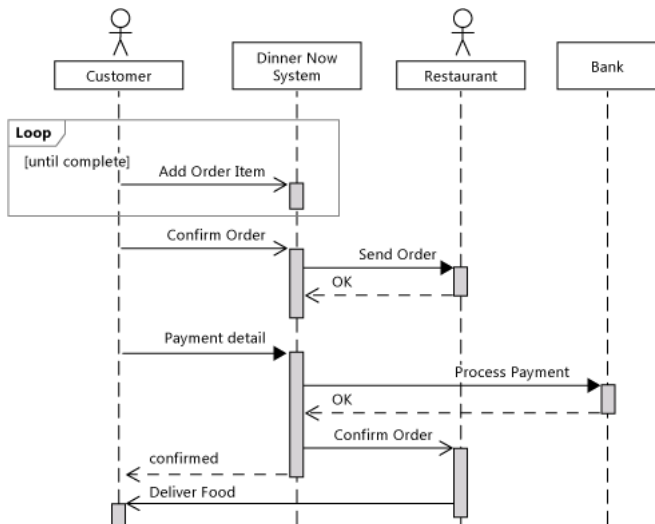 Customer
Dinner Now
System
Restaurant
Bank
Loop
[until complete]
Add Order Item
Confirm Order
Send Order
OK
Payment detail
Process Payment
OK
Confirm Order
confirmed
Deliver Food